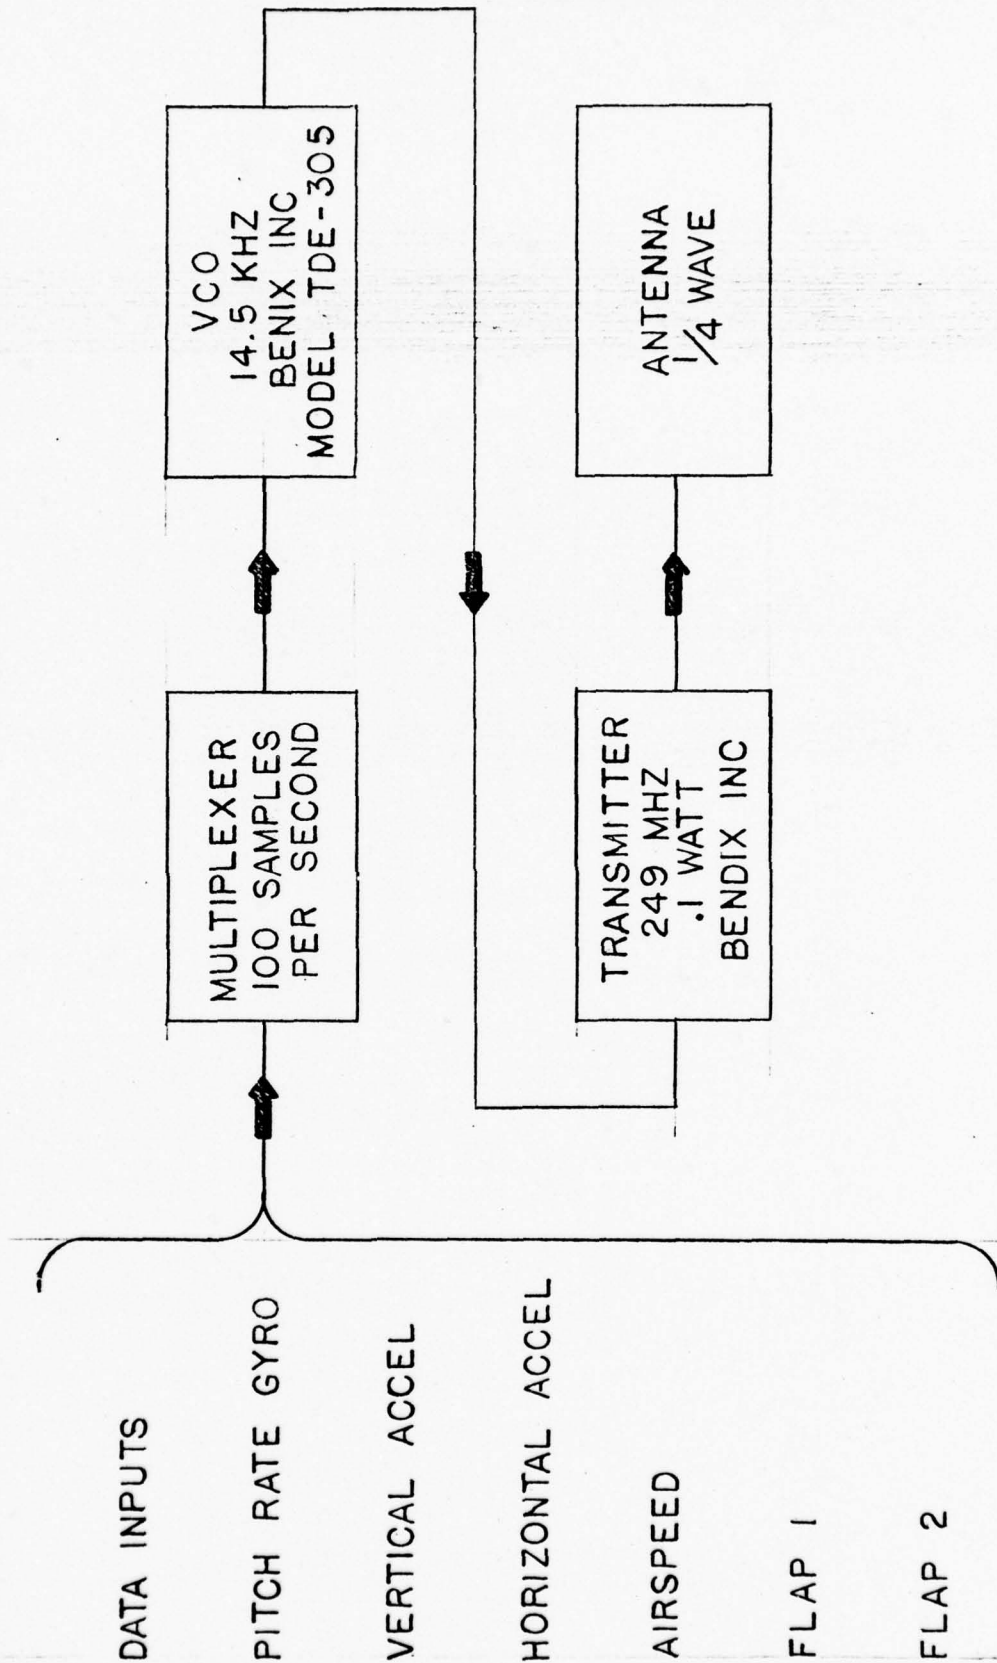 DATA INPUTS
PITCH RATE GYRO
VERTICAL ACCEL
HORIZONTAL ACCEL
AIRSPEED
FLAP 1
FLAP 2
MULTIPLEXER
100 SAMPLES
PER SECOND
VCO
14.5 KHZ
BENIX INC
MODEL TDE-305
TRANSMITTER
249 MHZ
.1 WATT
BENDIX INC
ANTENNA
1/4 WAVE